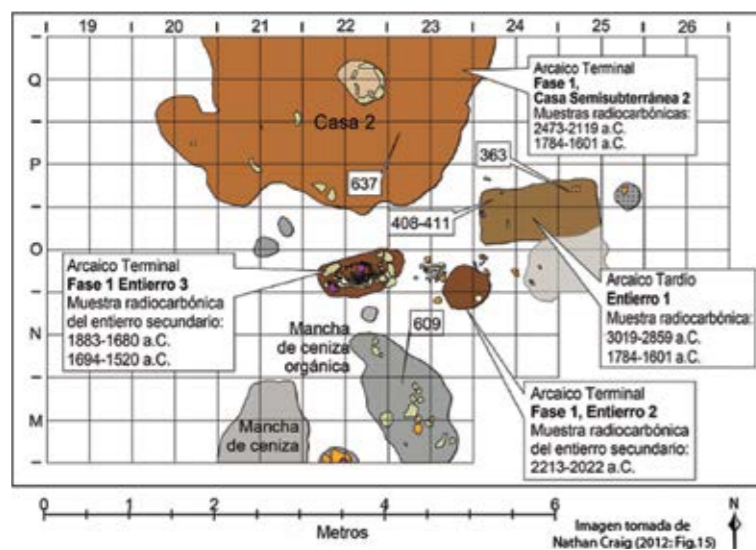 19 20 21 22 23 24 25 26
Q
P
O
N
M
Arcaico Terminal
Fase 1,
Casa Semisubterránea 2
Muestras radiocarbónicas:
2473-2119 a.C.
1784-1601 a.C.
Casa 2
637
363
408-411
Arcaico Terminal
Fase 1 Entierro 3
Muestra radiocarbónica
del entierro secundario:
1883-1680 a.C.
1694-1520 a.C.
Arcaico Tardío
Entierro 1
Muestra radiocarbónica:
3019-2859 a.C.
1784-1601 a.C.
609
Mancha
de ceniza
orgánica
Mancha
de ceniza
Arcaico Terminal
Fase 1, Entierro 2
Muestra radiocarbónica
del entierro secundario:
2213-2022 a.C.
0 2 4 6
Metros
Imagen tomada de
Nathan Craig (2012: Fig.15)
N